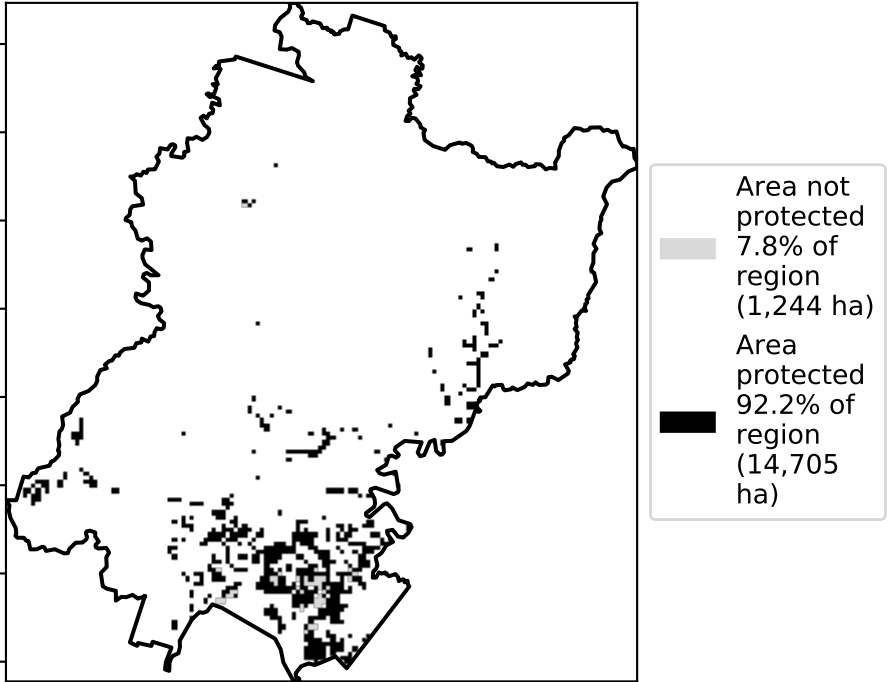 Area not
protected
7.8% of
region
(1,244 ha)
Area
protected
92.2% of
region
(14,705
ha)